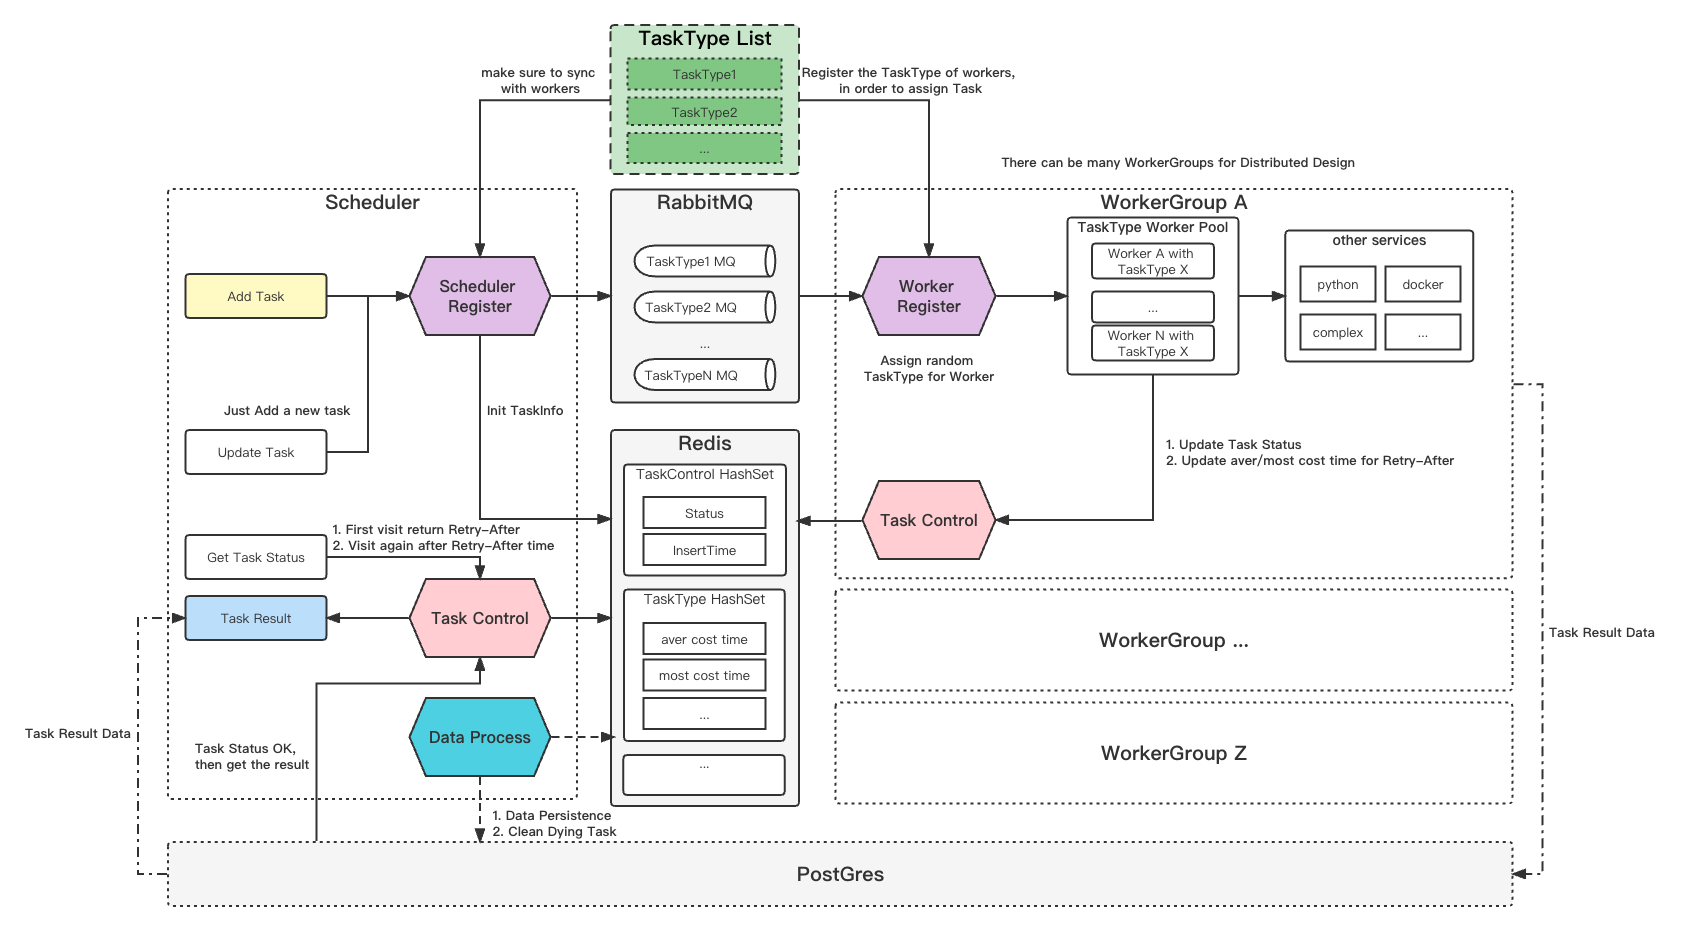 TaskType List
TaskType1
TaskType2
...
make sure to sync
with workers
Register the TaskType of workers,
in order to assign Task
There can be many WorkerGroups for Distributed Design
Scheduler
Add Task
Scheduler
Register
Just Add a new task
Init TaskInfo
Update Task
1. First visit return Retry-After
2. Visit again after Retry-After time
Get Task Status
Task Result
Task Control
Data Process
Task Status OK,
then get the result
Task Result Data
1. Data Persistence
2. Clean Dying Task
RabbitMQ
TaskType1 MQ
TaskType2 MQ
...
TaskTypeN MQ
Redis
TaskControl HashSet
Status
InsertTime
TaskType HashSet
aver cost time
most cost time
...
...
WorkerGroup A
Worker
Register
Assign random
TaskType for Worker
TaskType Worker Pool
Worker A with
TaskType X
...
Worker N with
TaskType X
other services
python
docker
complex
...
1. Update Task Status
2. Update aver/most cost time for Retry-After
Task Control
WorkerGroup ...
WorkerGroup Z
Task Result Data
PostGres